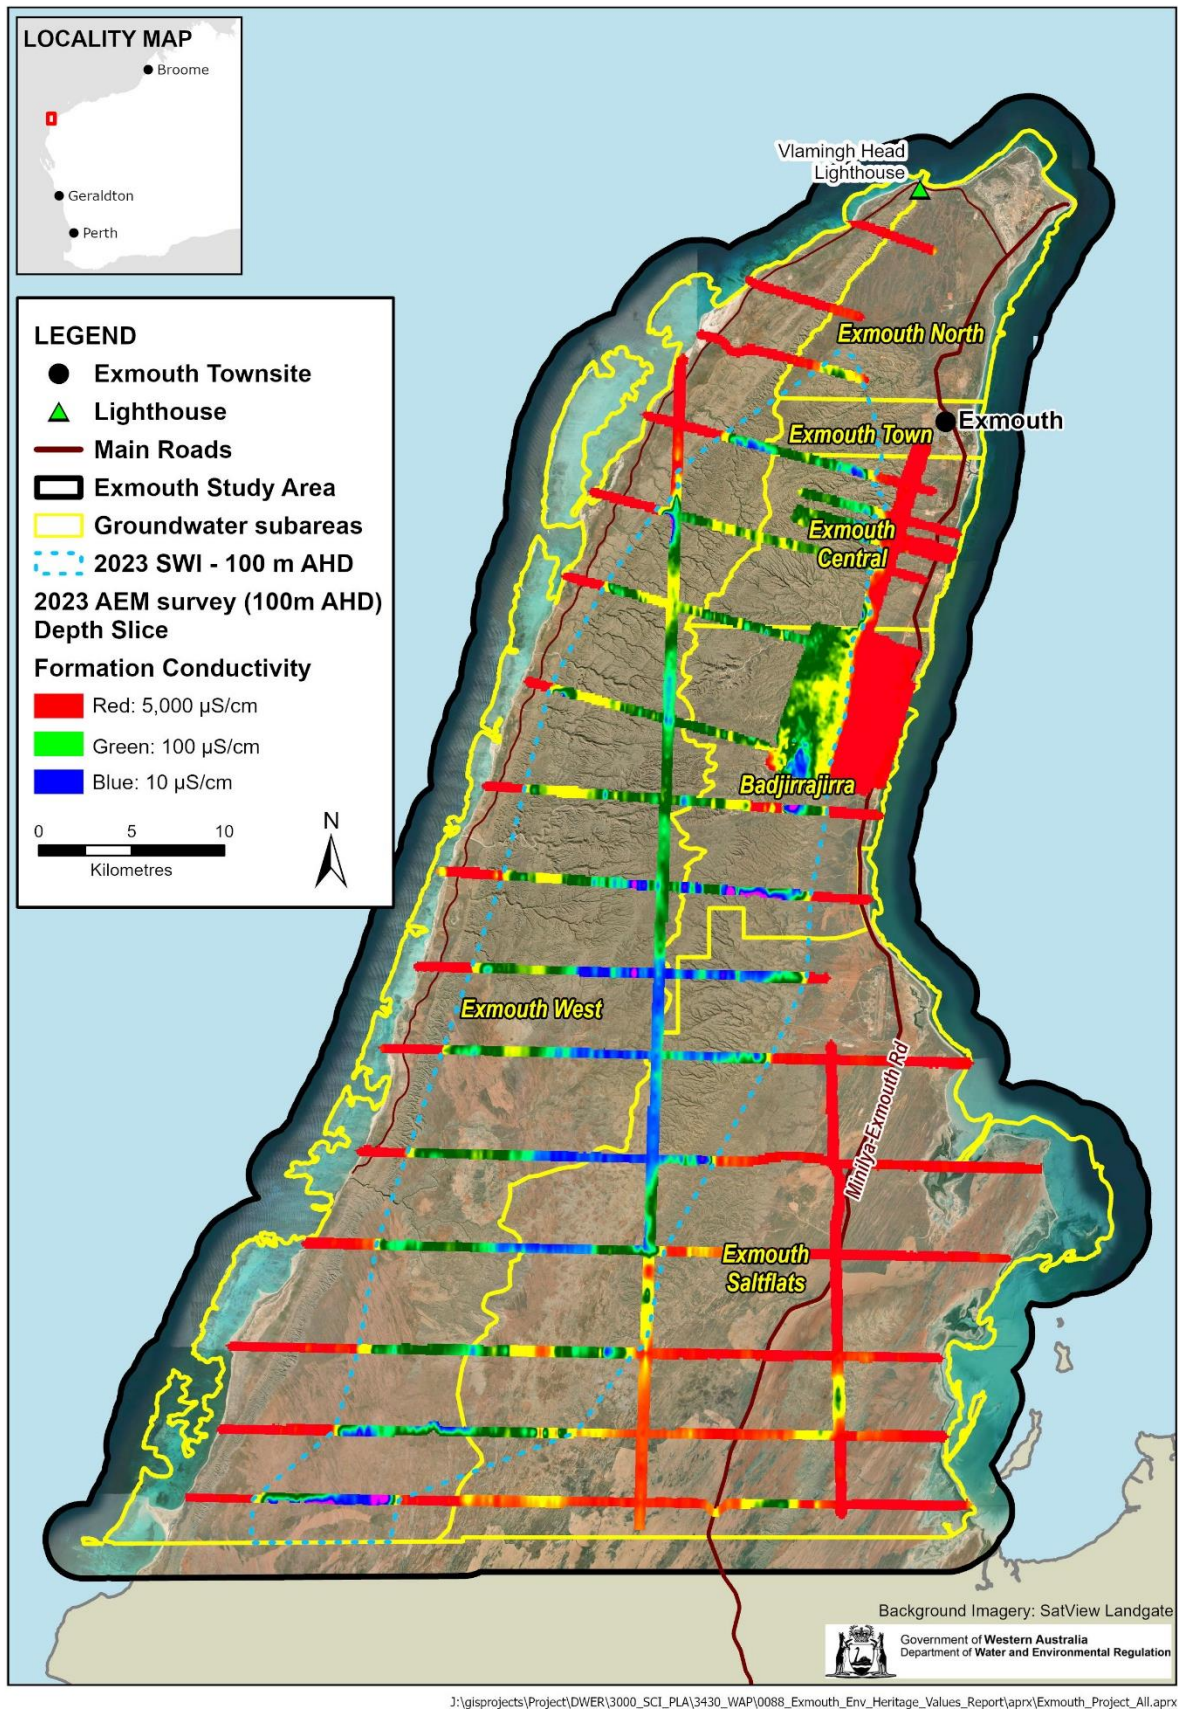 LOCALITY MAP
Broome
Geraldton
Perth
LEGEND
Exmouth Townsite
Lighthouse
Main Roads
Exmouth Study Area
Groundwater subareas
2023 SWI - 100 m AHD
2023 AEM survey (100m AHD)
Depth Slice
Formation Conductivity
Red: 5,000 µS/cm
Green: 100 µS/cm
Blue: 10 µS/cm
0 5 10
Kilometres
N
Vlamingh Head
Lighthouse
Exmouth North
Exmouth
Exmouth Town
Exmouth
Central
Badjirrajirra
Exmouth West
Minilya-Exmouth Rd
Exmouth
Saltflats
Background Imagery: SatView Landgate
Government of Western Australia
Department of Water and Environmental Regulation
J:\gisprojects\Project\DWER\3000_SCI_PLA\3430_WAP\0088_Exmouth_Env_Heritage_Values_Report\aprx\Exmouth_Project_All.aprx